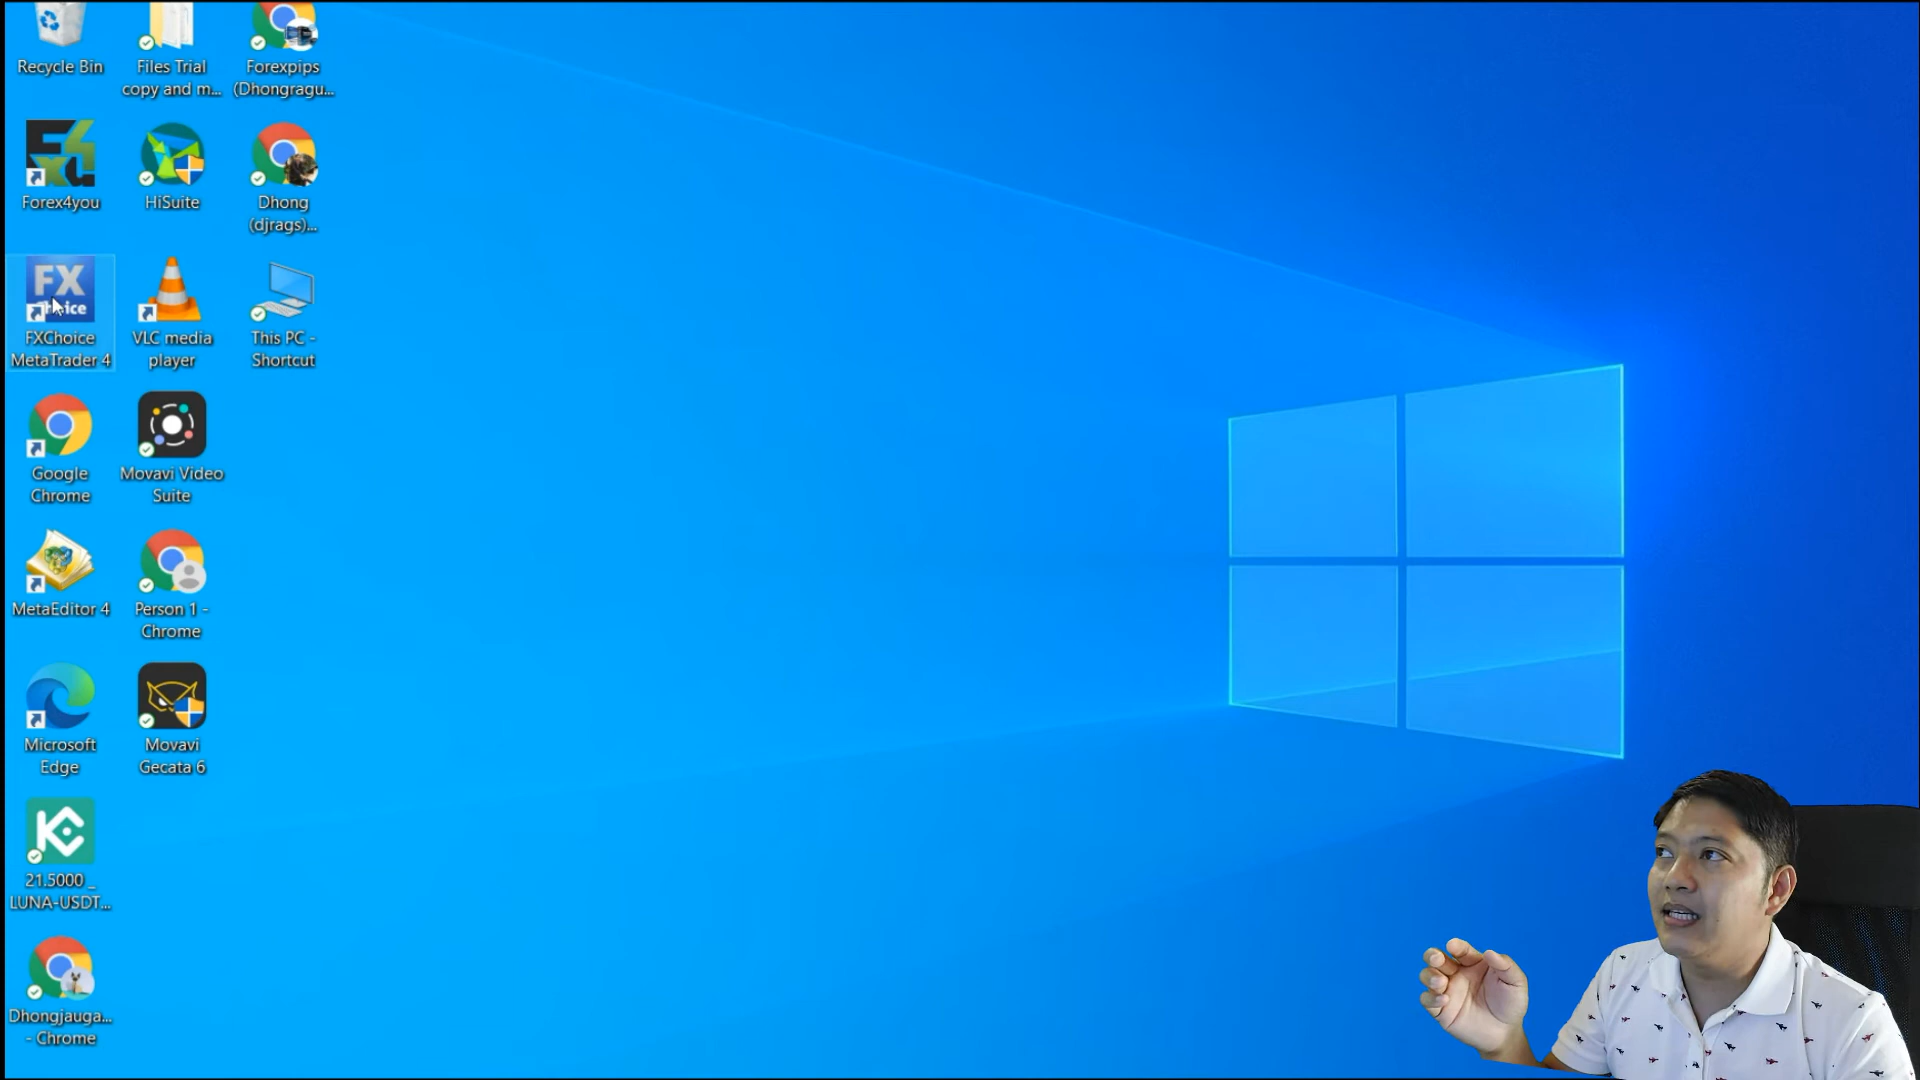 Recycle Bin
Files Trial
copy and m...
Forexpips
(Dhongragu...
Forex4you
HiSuite
Dhong
(djrags)...
FX
FXChoice
MetaTrader 4
VLC media
player
This PC -
Shortcut
Google
Chrome
Movavi Video
Suite
MetaEditor 4
Person 1 -
Chrome
Microsoft
Edge
Movavi
Gecata 6
21.5000 _
LUNA-USDT...
Dhongjauga...
- Chrome